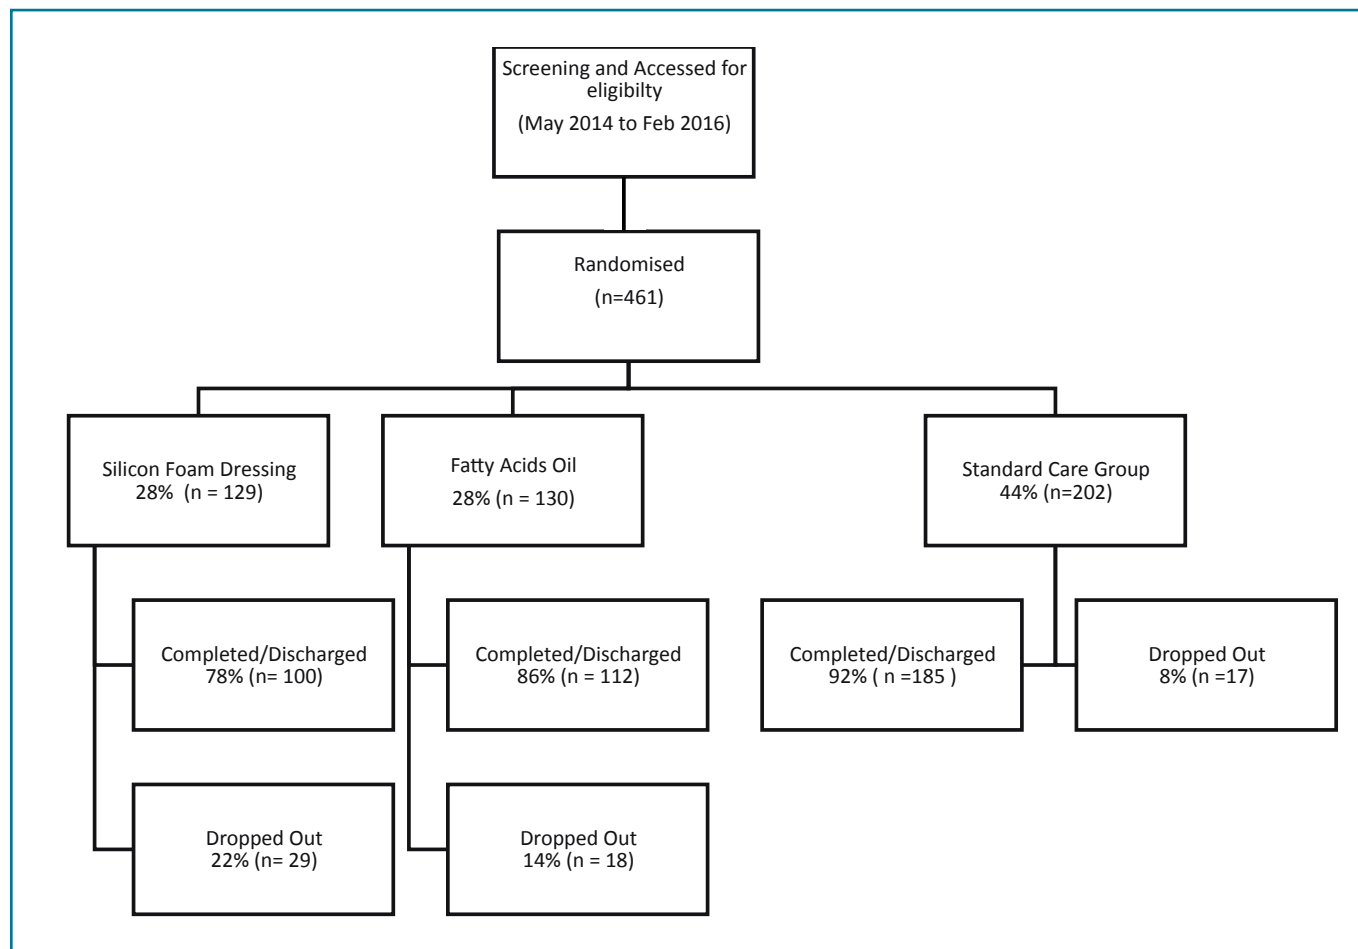 Screening and Accessed for
eligibilty
(May 2014 to Feb 2016)
Randomised
(n=461)
Silicon Foam Dressing
28%  (n = 129)
Fatty Acids Oil
28% (n = 130)
Standard Care Group
44% (n=202)
Completed/Discharged
78% (n= 100)
Completed/Discharged
86% (n = 112)
Completed/Discharged
92% ( n =185 )
Dropped Out
8% (n =17)
Dropped Out
22% (n= 29)
Dropped Out
14% (n = 18)